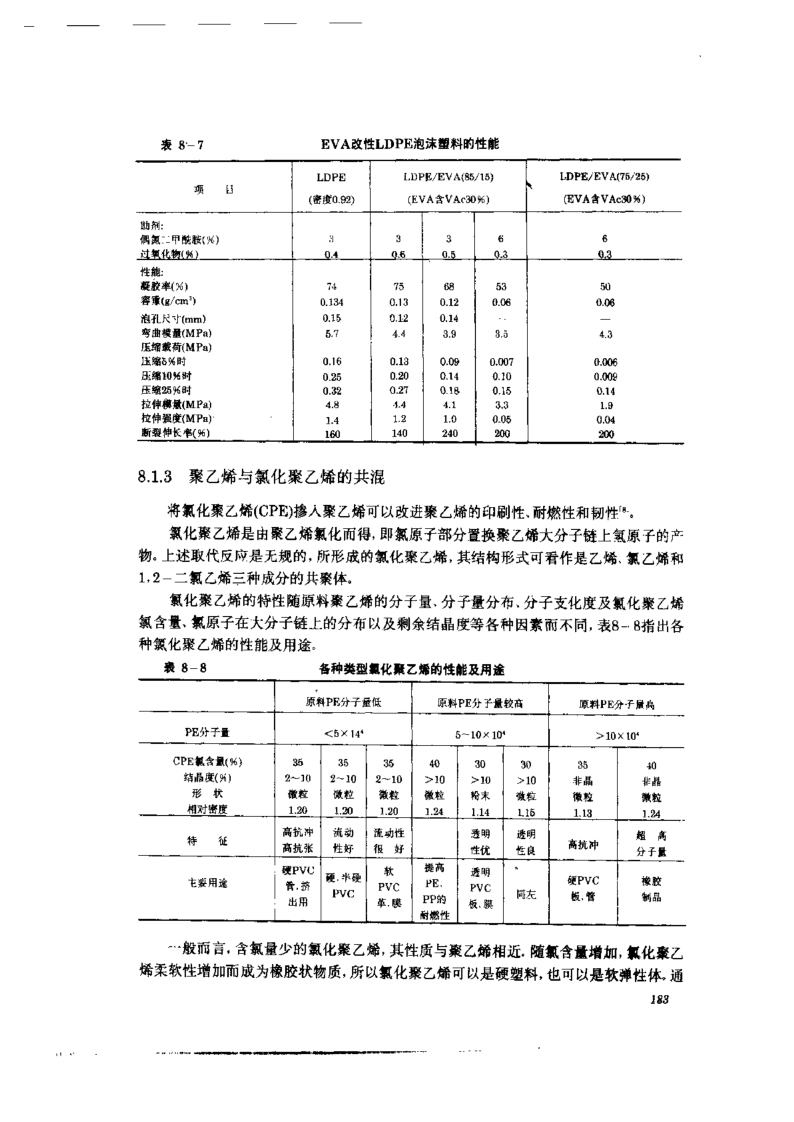 表 8-7 EVA改性LDPE泡沫塑料的性能
项 目 LDPE LDPE/EVA(85/15) LDPE/EVA(75/25)
(密度0.92) (EVA含VAc30%) (EVA含VAc30%)
助剂:
偶氮二甲酰胺(%) 3 3 3 6 6
过氧化物(%) 0.4 0.6 0.5 0.3 0.3
性能:
凝胶率(%) 74 75 68 53 50
容重(g/cm³) 0.134 0.13 0.12 0.06 0.06
泡孔尺寸(mm) 0.15 0.12 0.14 — —
弯曲模量(MPa) 5.7 4.4 3.9 3.5 4.3
压缩载荷(MPa)
压缩5%时 0.16 0.13 0.09 0.007 0.006
压缩10%时 0.25 0.20 0.14 0.10 0.009
压缩25%时 0.32 0.27 0.18 0.15 0.14
拉伸模量(MPa) 4.8 4.4 4.1 3.3 1.9
拉伸强度(MPa) 1.4 1.2 1.0 0.05 0.04
断裂伸长率(%) 160 140 240 200 200
8.1.3 聚乙烯与氯化聚乙烯的共混
将氯化聚乙烯(CPE)掺入聚乙烯可以改进聚乙烯的印刷性、耐燃性和韧性[8]。
氯化聚乙烯是由聚乙烯氯化而得,即氯原子部分置换聚乙烯大分子链上氢原子的产
物。上述取代反应是无规的,所形成的氯化聚乙烯,其结构形式可看作是乙烯、氯乙烯和
1,2-二氯乙烯三种成分的共聚体。
氯化聚乙烯的特性随原料聚乙烯的分子量、分子量分布、分子支化度及氯化聚乙烯
氯含量、氯原子在大分子链上的分布以及剩余结晶度等各种因素而不同,表8-8指出各
种氯化聚乙烯的性能及用途。
表 8-8 各种类型氯化聚乙烯的性能及用途
原料PE分子量低 原料PE分子量较高 原料PE分子量高
PE分子量 <5×14⁴ 5~10×10⁴ >10×10⁴
CPE氯含量(%) 35 35 35 40 30 30 35 40
结晶度(%) 2~10 2~10 2~10 >10 >10 >10 非晶 非晶
形 状 微粒 微粒 微粒 微粒 粉末 微粒 微粒 微粒
相对密度 1.20 1.20 1.20 1.24 1.14 1.15 1.13 1.24
特 征 高抗冲 流动 流动性 透明 透明 高抗冲 超 高
高抗张 性好 很 好 性优 性良 分子量
主要用途 硬PVC 硬、半硬 软 提高 透明 同左 硬PVC 橡胶
管、挤 PVC PVC PE、 PVC 板、管 制品
出用 革、膜 PP的 板、膜
耐燃性
一般而言,含氯量少的氯化聚乙烯,其性质与聚乙烯相近.随氯含量增加,氯化聚乙
烯柔软性增加而成为橡胶状物质,所以氯化聚乙烯可以是硬塑料,也可以是软弹性体。通
183